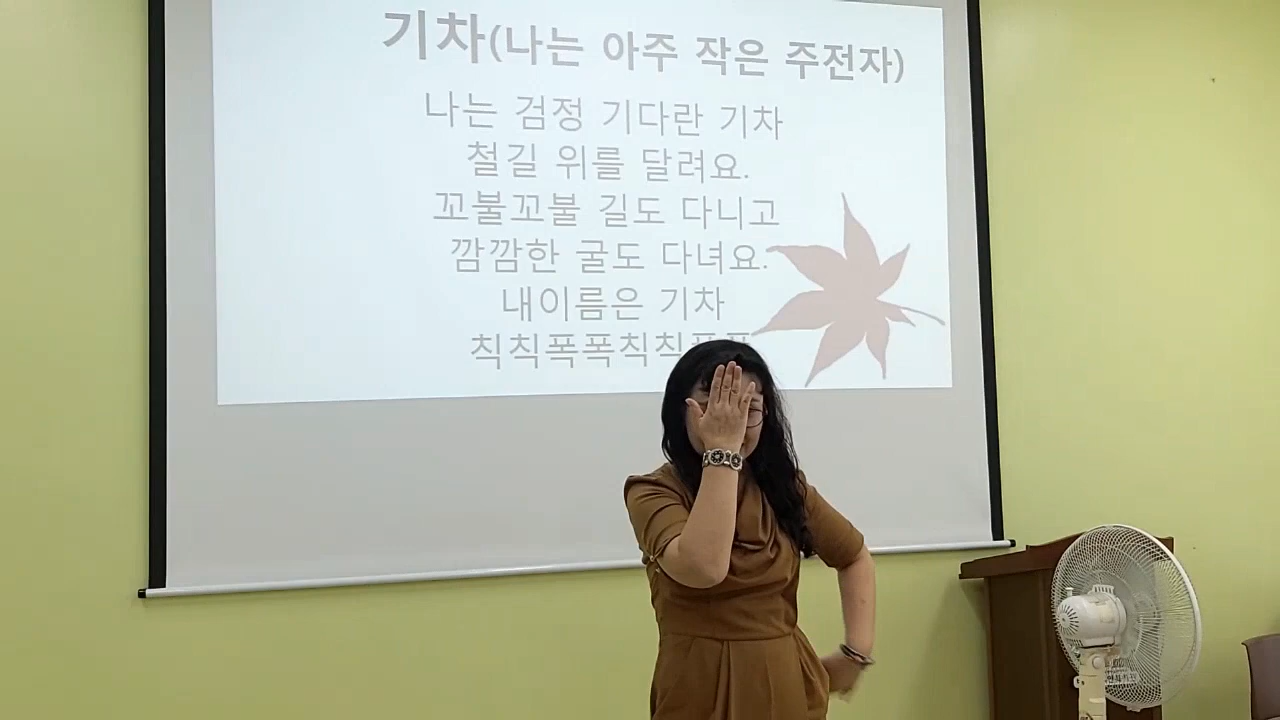 기차(나는 아주 작은 주전자)
나는 검정 기다란 기차
철길 위를 달려요.
꼬불꼬불 길도 다니고
깜깜한 굴도 다녀요.
내이름은 기차
칙칙폭폭칙칙폭폭